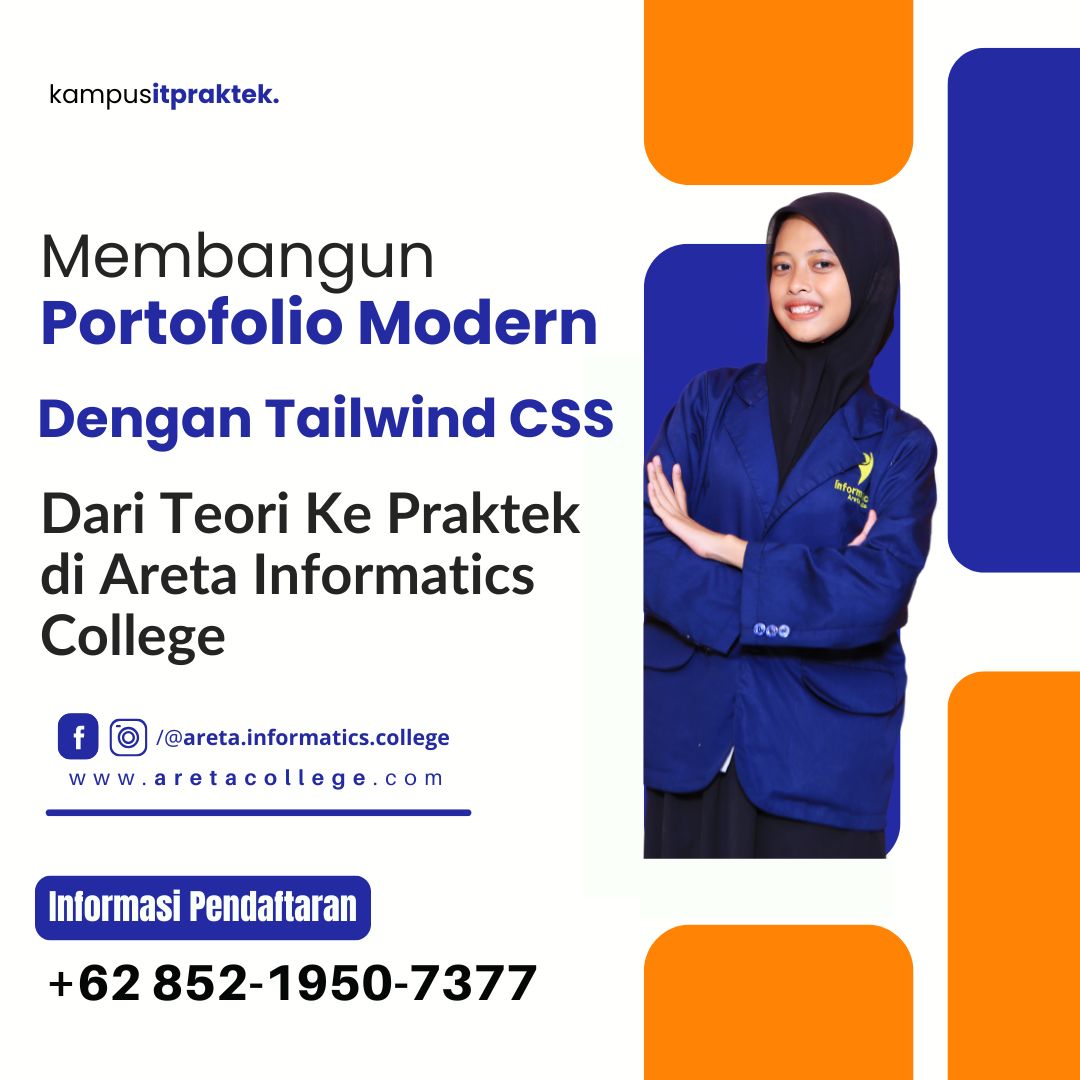 kampusitpraktek.
Membangun
Portofolio Modern
Dengan Tailwind CSS
Dari Teori Ke Praktek
di Areta Informatics
College
/@areta.informatics.college
www.aretacollege.com
Informasi Pendaftaran
+62 852-1950-7377